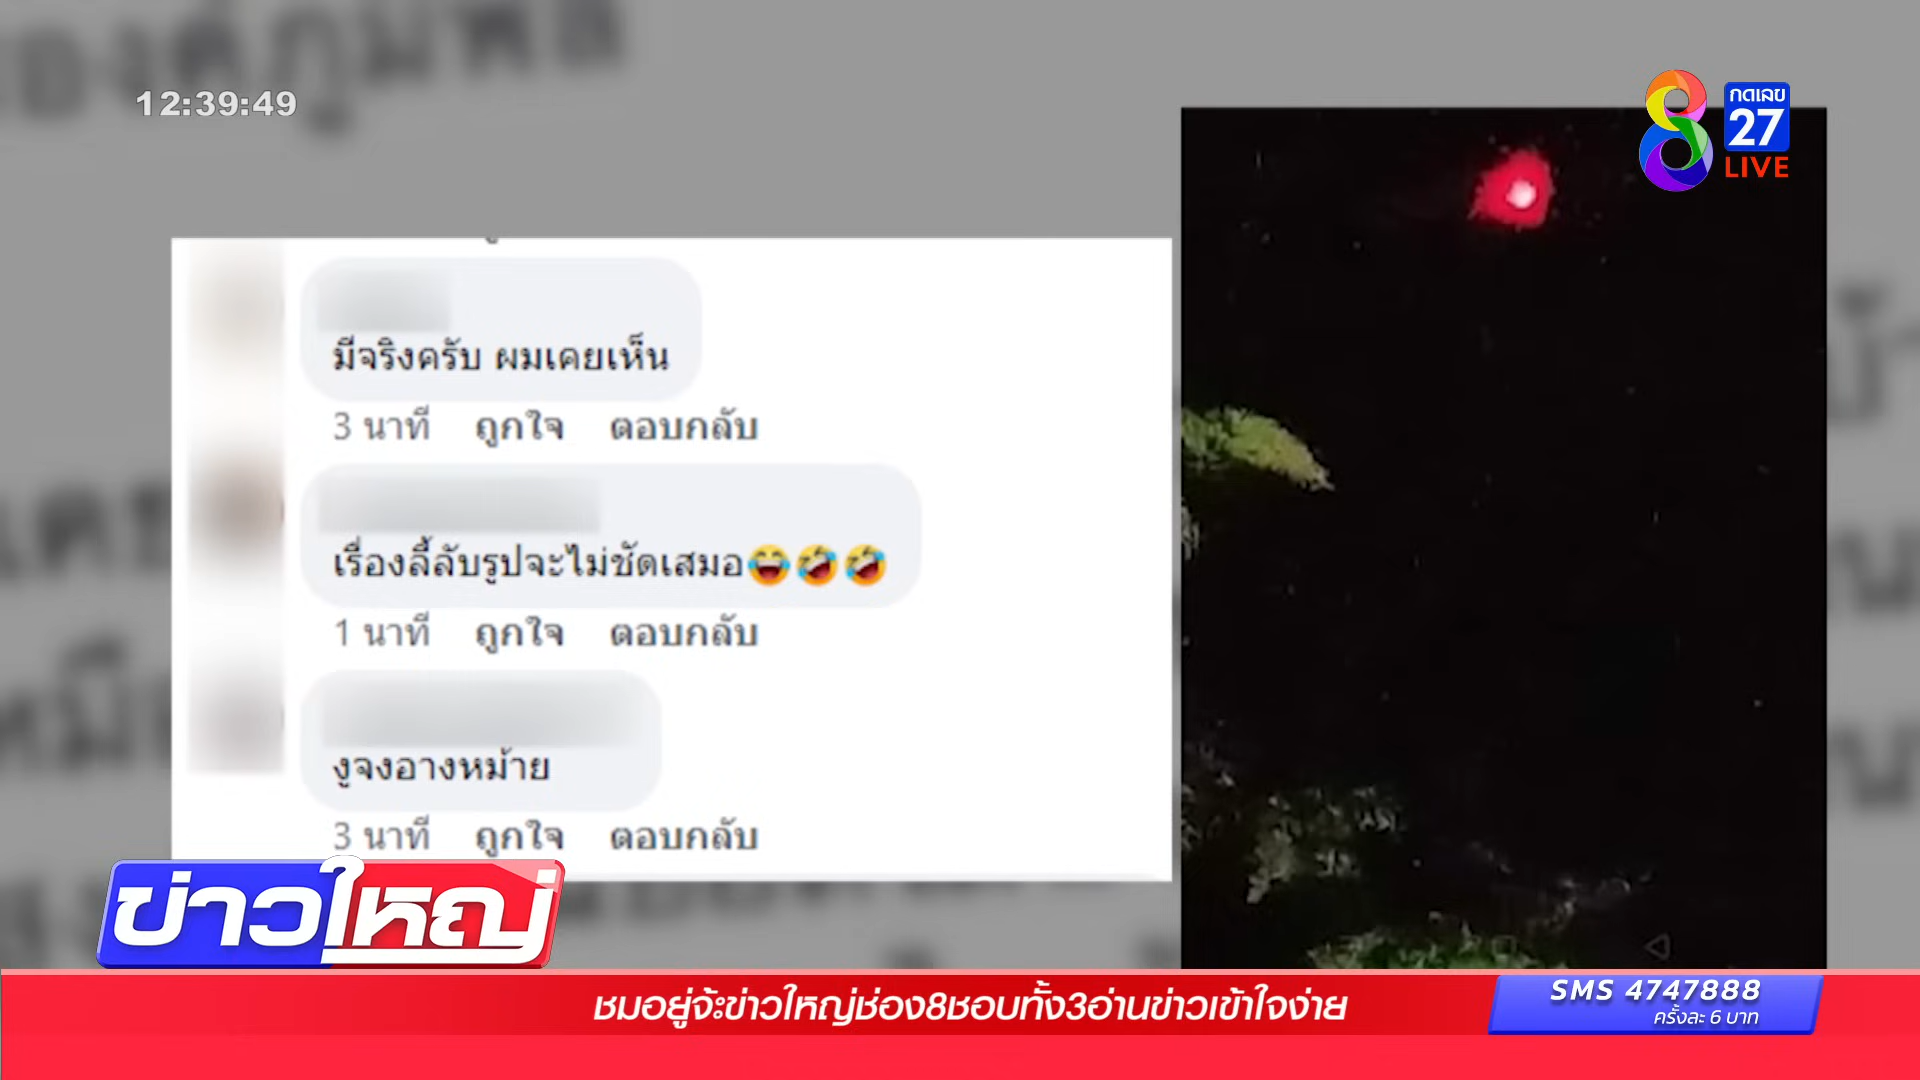 12:39:49
กดเลข
27
LIVE
มีจริงครับ ผมเคยเห็น
3 นาที ถูกใจ ตอบกลับ
เรื่องลี้ลับรูปจะไม่ชัดเสมอ😂🤣🤣
1 นาที ถูกใจ ตอบกลับ
งูจงอางหม้าย
3 นาที ถูกใจ ตอบกลับ
ข่าวใหญ่
ชมอยู่จ้ะข่าวใหญ่ช่อง8ชอบทั้ง3อ่านข่าวเข้าใจง่าย
SMS 4747888
ครั้งละ 6 บาท